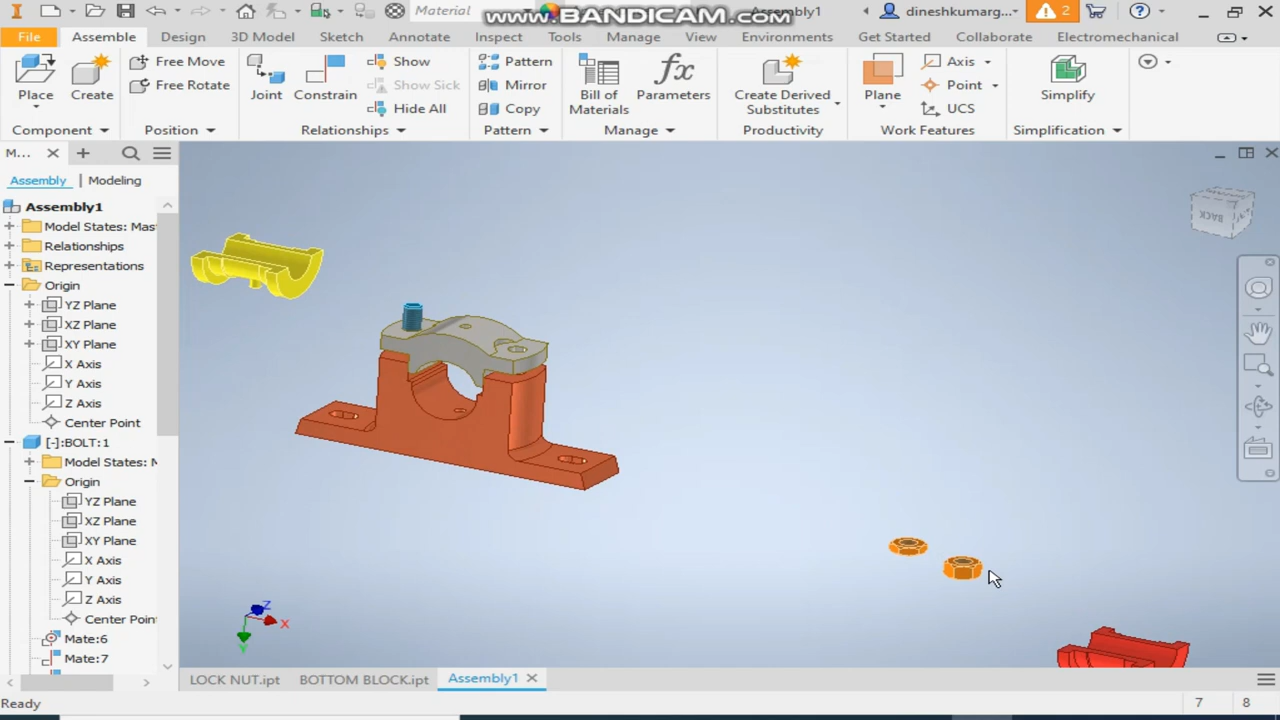 Material
www.BANDICAM.com
Assembly1
dineshkumarg...
2
File
Assemble
Design
3D Model
Sketch
Annotate
Inspect
Tools
Manage
View
Environments
Get Started
Collaborate
Electromechanical
Place
Create
Free Move
Free Rotate
Joint
Constrain
Show
Show Sick
Hide All
Pattern
Mirror
Copy
Bill of
Materials
fx
Parameters
Create Derived
Substitutes
Plane
Axis
Point
UCS
Simplify
Component
Position
Relationships
Pattern
Manage
Productivity
Work Features
Simplification
M...
Assembly | Modeling
Assembly1
Model States: Mas
Relationships
Representations
Origin
YZ Plane
XZ Plane
XY Plane
X Axis
Y Axis
Z Axis
Center Point
[-]:BOLT:1
Model States: M
Origin
YZ Plane
XZ Plane
XY Plane
X Axis
Y Axis
Z Axis
Center Poin
Mate:6
Mate:7
BACK
Z
X
Y
LOCK NUT.ipt
BOTTOM BLOCK.ipt
Assembly1
Ready
7
8